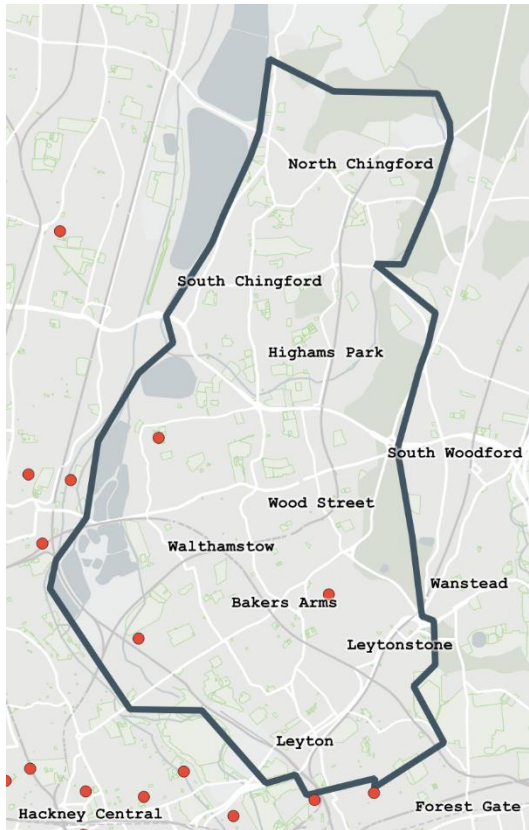 North Chingford
South Chingford
Highams Park
South Woodford
Wood Street
Walthamstow
Wanstead
Bakers Arms
Leytonstone
Leyton
Forest Gate
Hackney Central